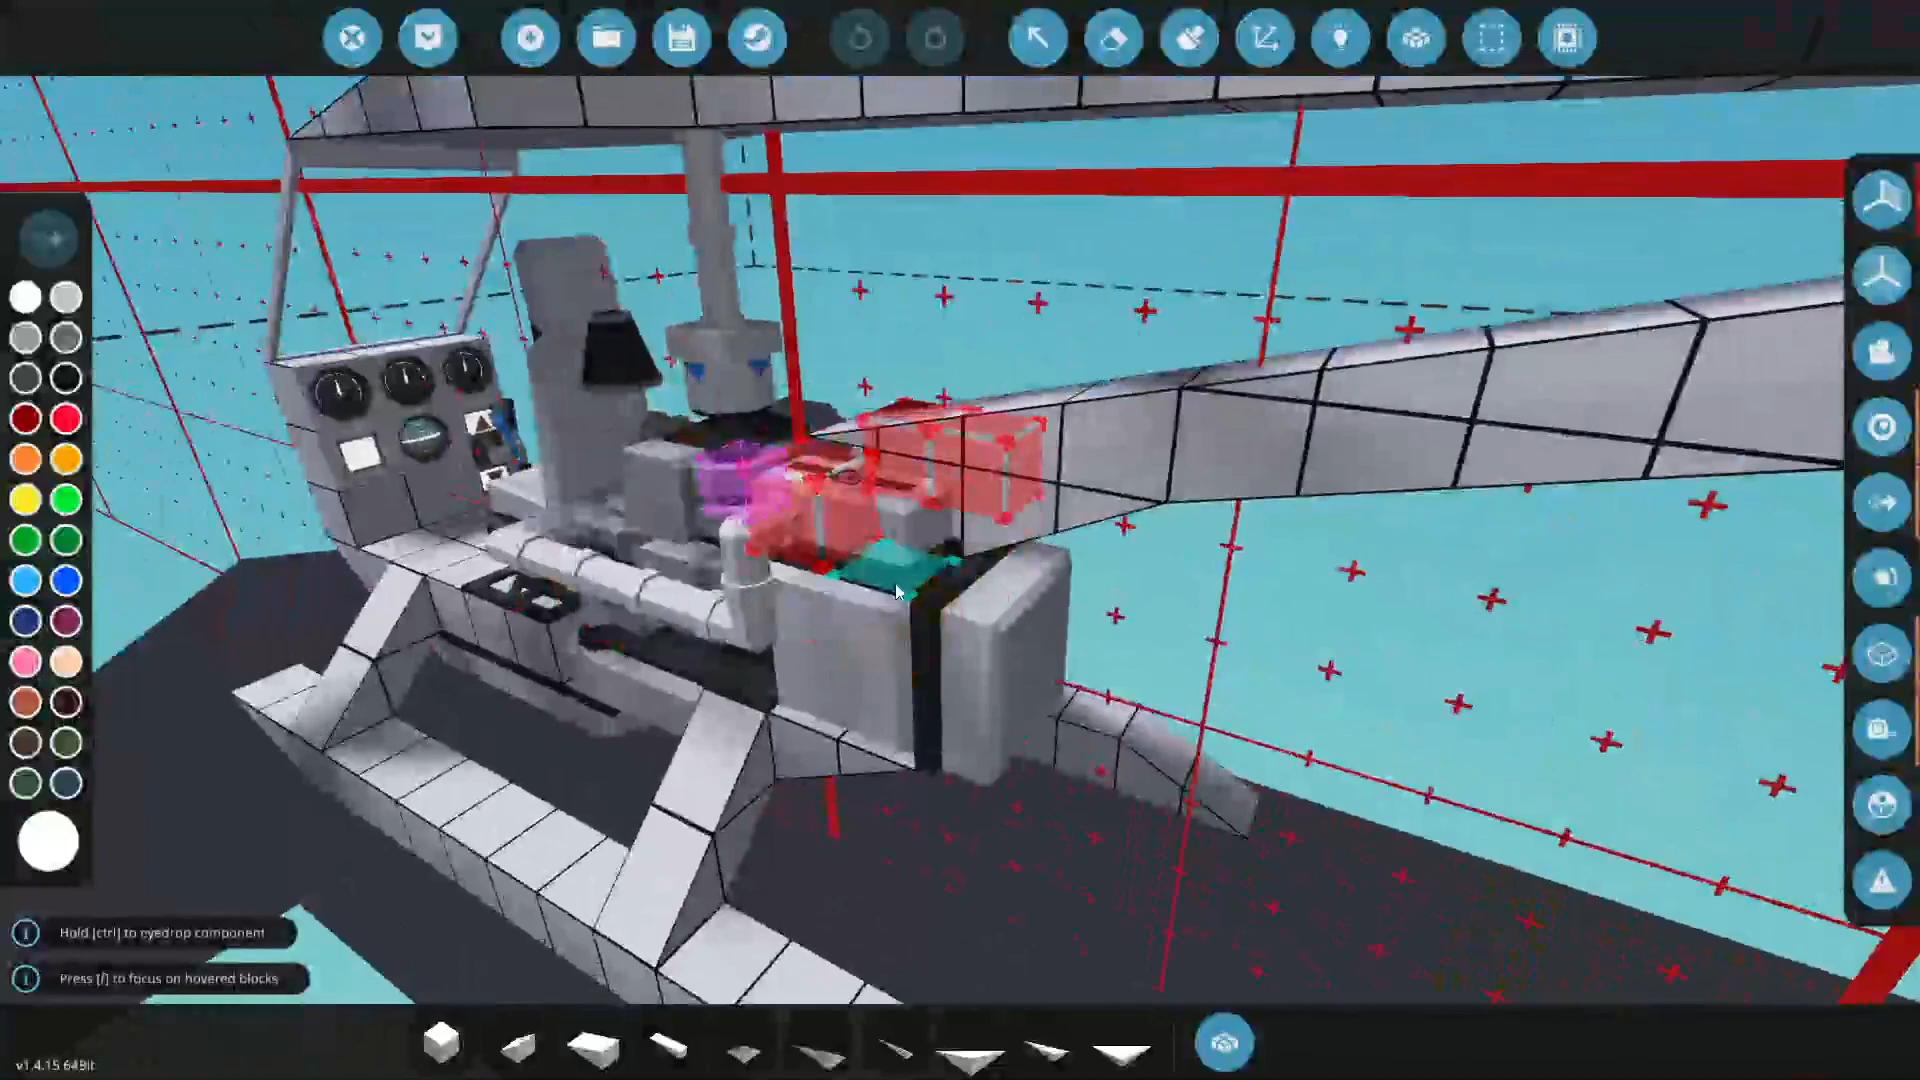 Hold [ctrl] to eyedrop component
Press [f] to focus on hovered blocks
v1.4.15 64Bit